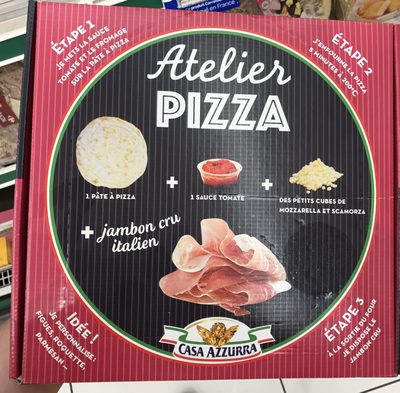 en France
ÉTAPE 1
JE METS LA SAUCE
TOMATE ET LE FROMAGE
SUR LA PÂTE À PIZZA
ÉTAPE 2
J'ENFOURNE LA PIZZA
8 MINUTES À 200°C
Atelier
PIZZA
1 PÂTE À PIZZA
+
1 SAUCE TOMATE
+
DES PETITS CUBES DE
MOZZARELLA ET SCAMORZA
+ jambon cru
italien
IDÉE !
JE PERSONNALISE :
FIGUES, ROQUETTE,
PARMESAN...
ÉTAPE 3
À LA SORTIE DU FOUR
JE DISPOSE LE
JAMBON CRU
CASA AZZURRA